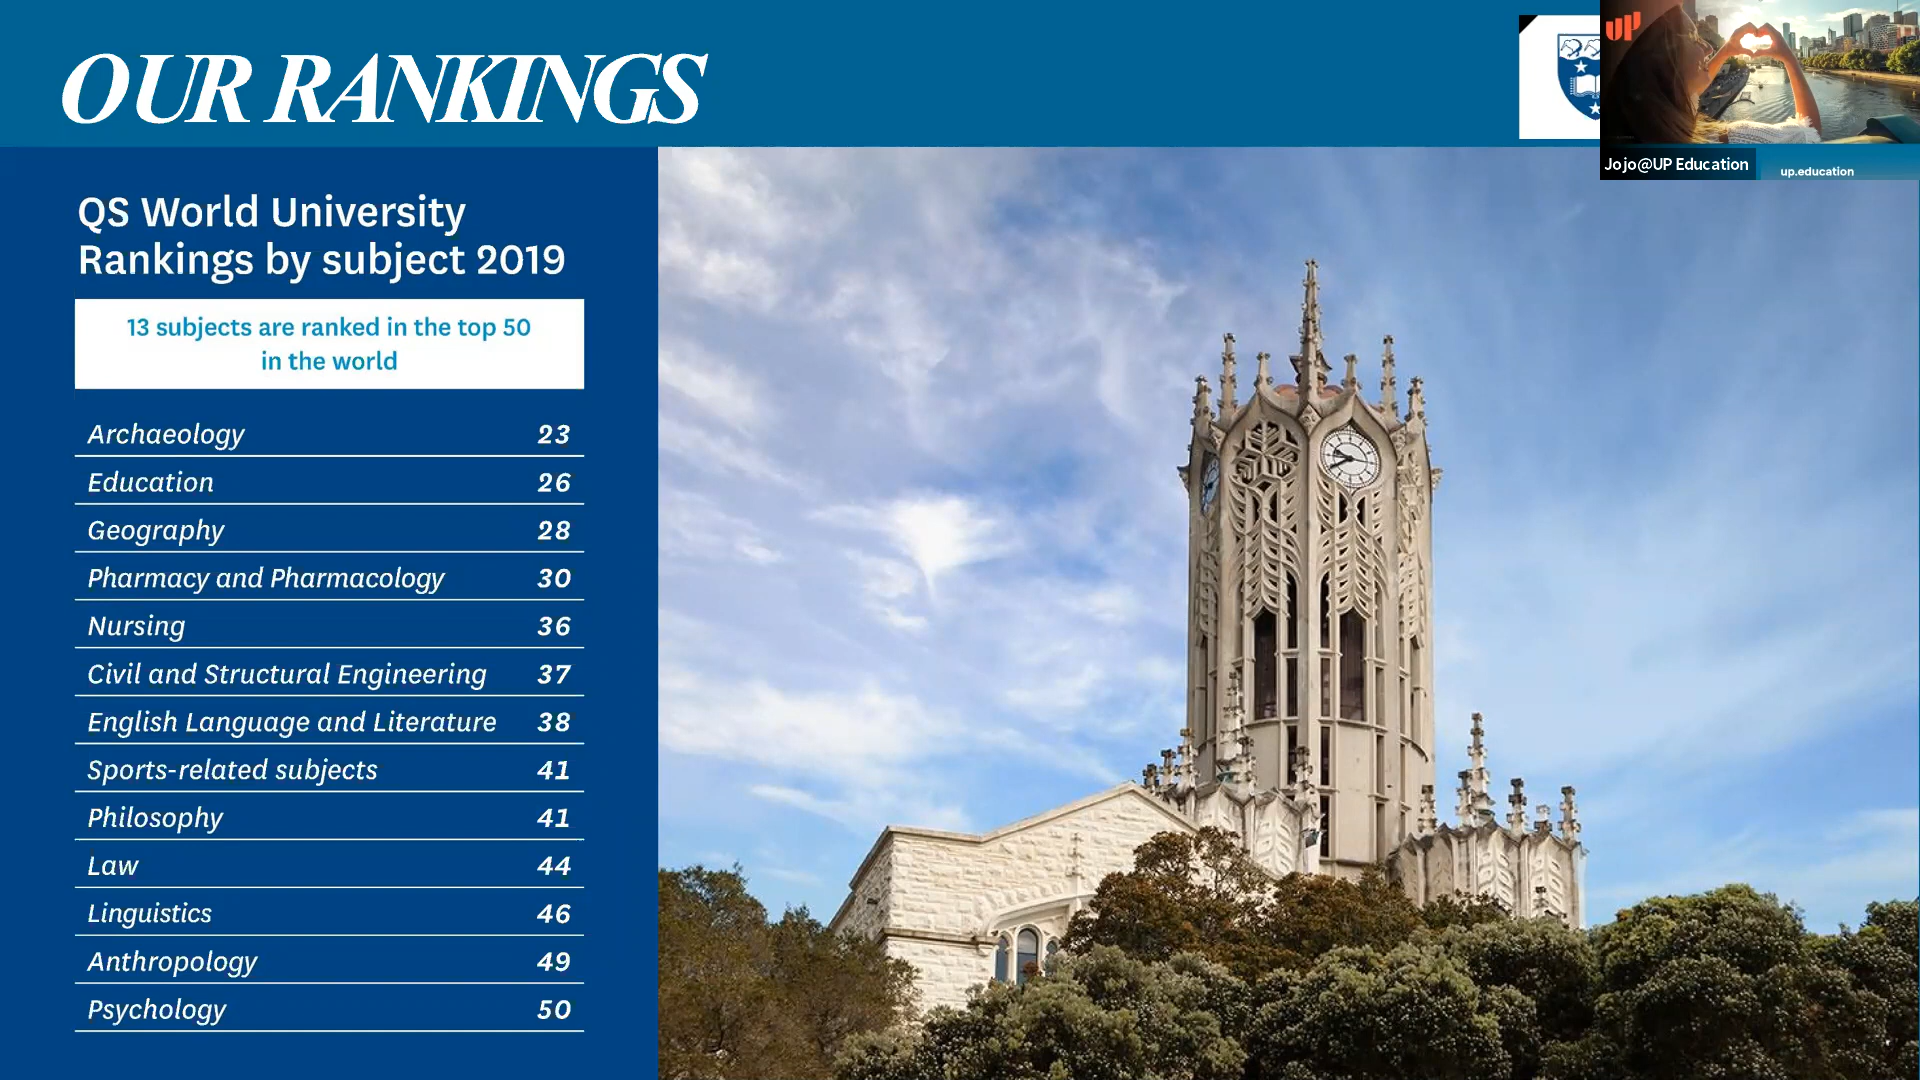 OUR RANKINGS
UP
Jojo@UP Education
up.education
QS World University
Rankings by subject 2019
13 subjects are ranked in the top 50
in the world
Archaeology 23
Education 26
Geography 28
Pharmacy and Pharmacology 30
Nursing 36
Civil and Structural Engineering 37
English Language and Literature 38
Sports-related subjects 41
Philosophy 41
Law 44
Linguistics 46
Anthropology 49
Psychology 50